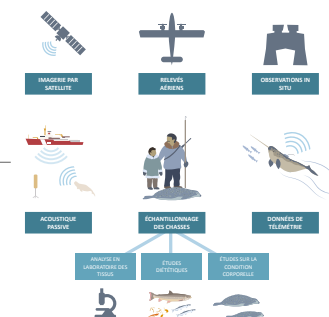 IMAGERIE PAR
SATELLITE
RELEVÉS
AÉRIENS
OBSERVATIONS IN
SITU
ACOUSTIQUE
PASSIVE
ÉCHANTILLONNAGE
DES CHASSES
DONNÉES DE
TÉLÉMÉTRIE
ANALYSE EN
LABORATOIRE DES
TISSUS
ÉTUDES
DIÉTÉTIQUES
ÉTUDES SUR LA
CONDITION
CORPORELLE